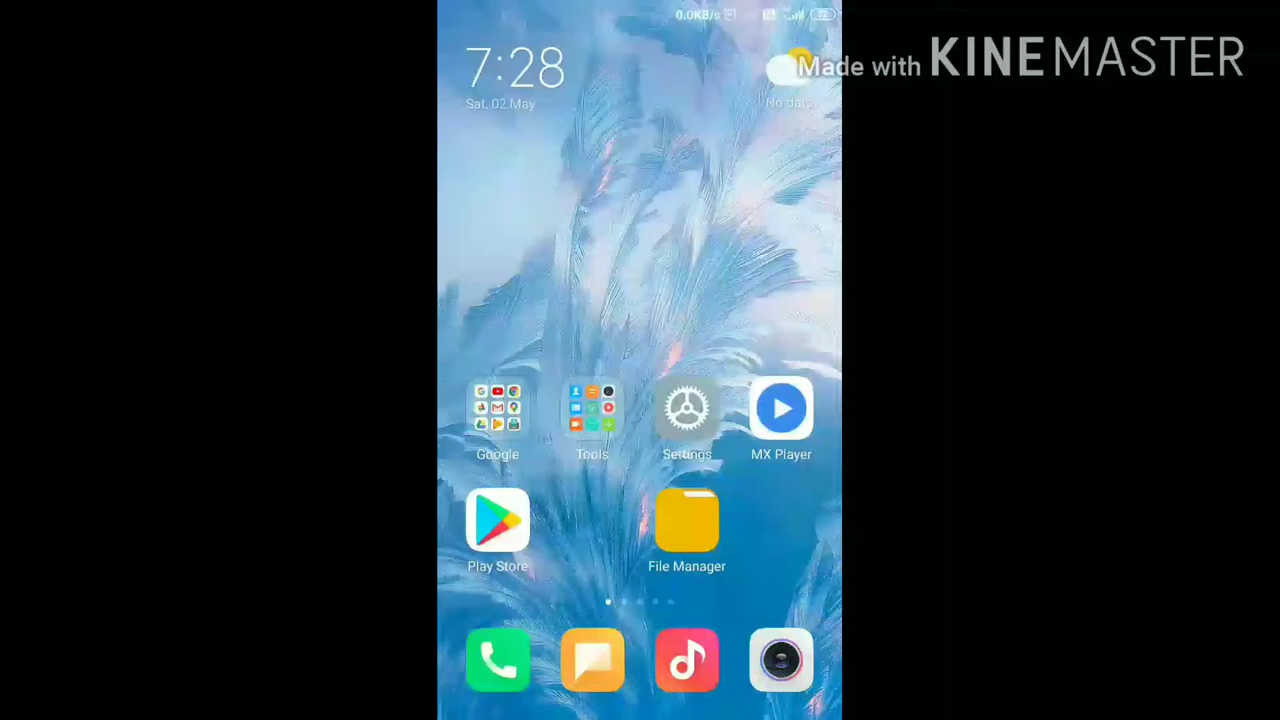 0.0KB/s
7:28
Sat, 02 May
No data
Made with KINEMASTER
Google
Tools
Settings
MX Player
Play Store
File Manager